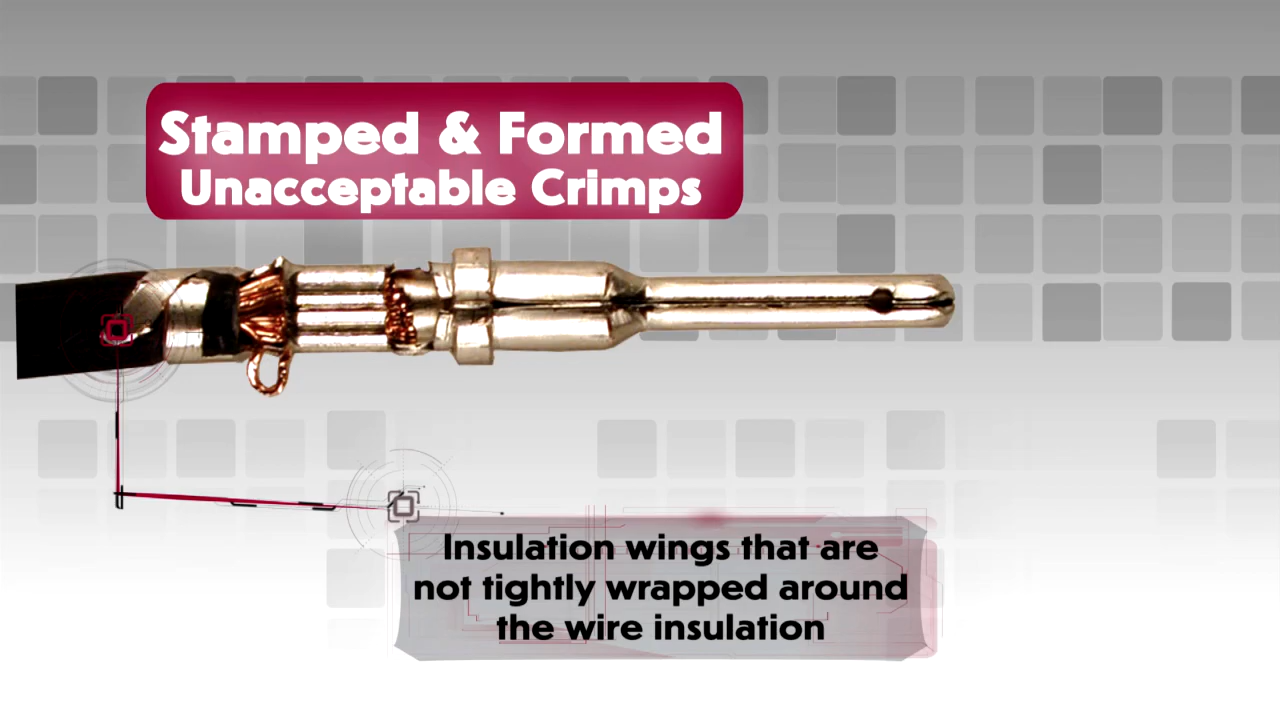 Stamped & Formed
Unacceptable Crimps
Insulation wings that are
not tightly wrapped around
the wire insulation